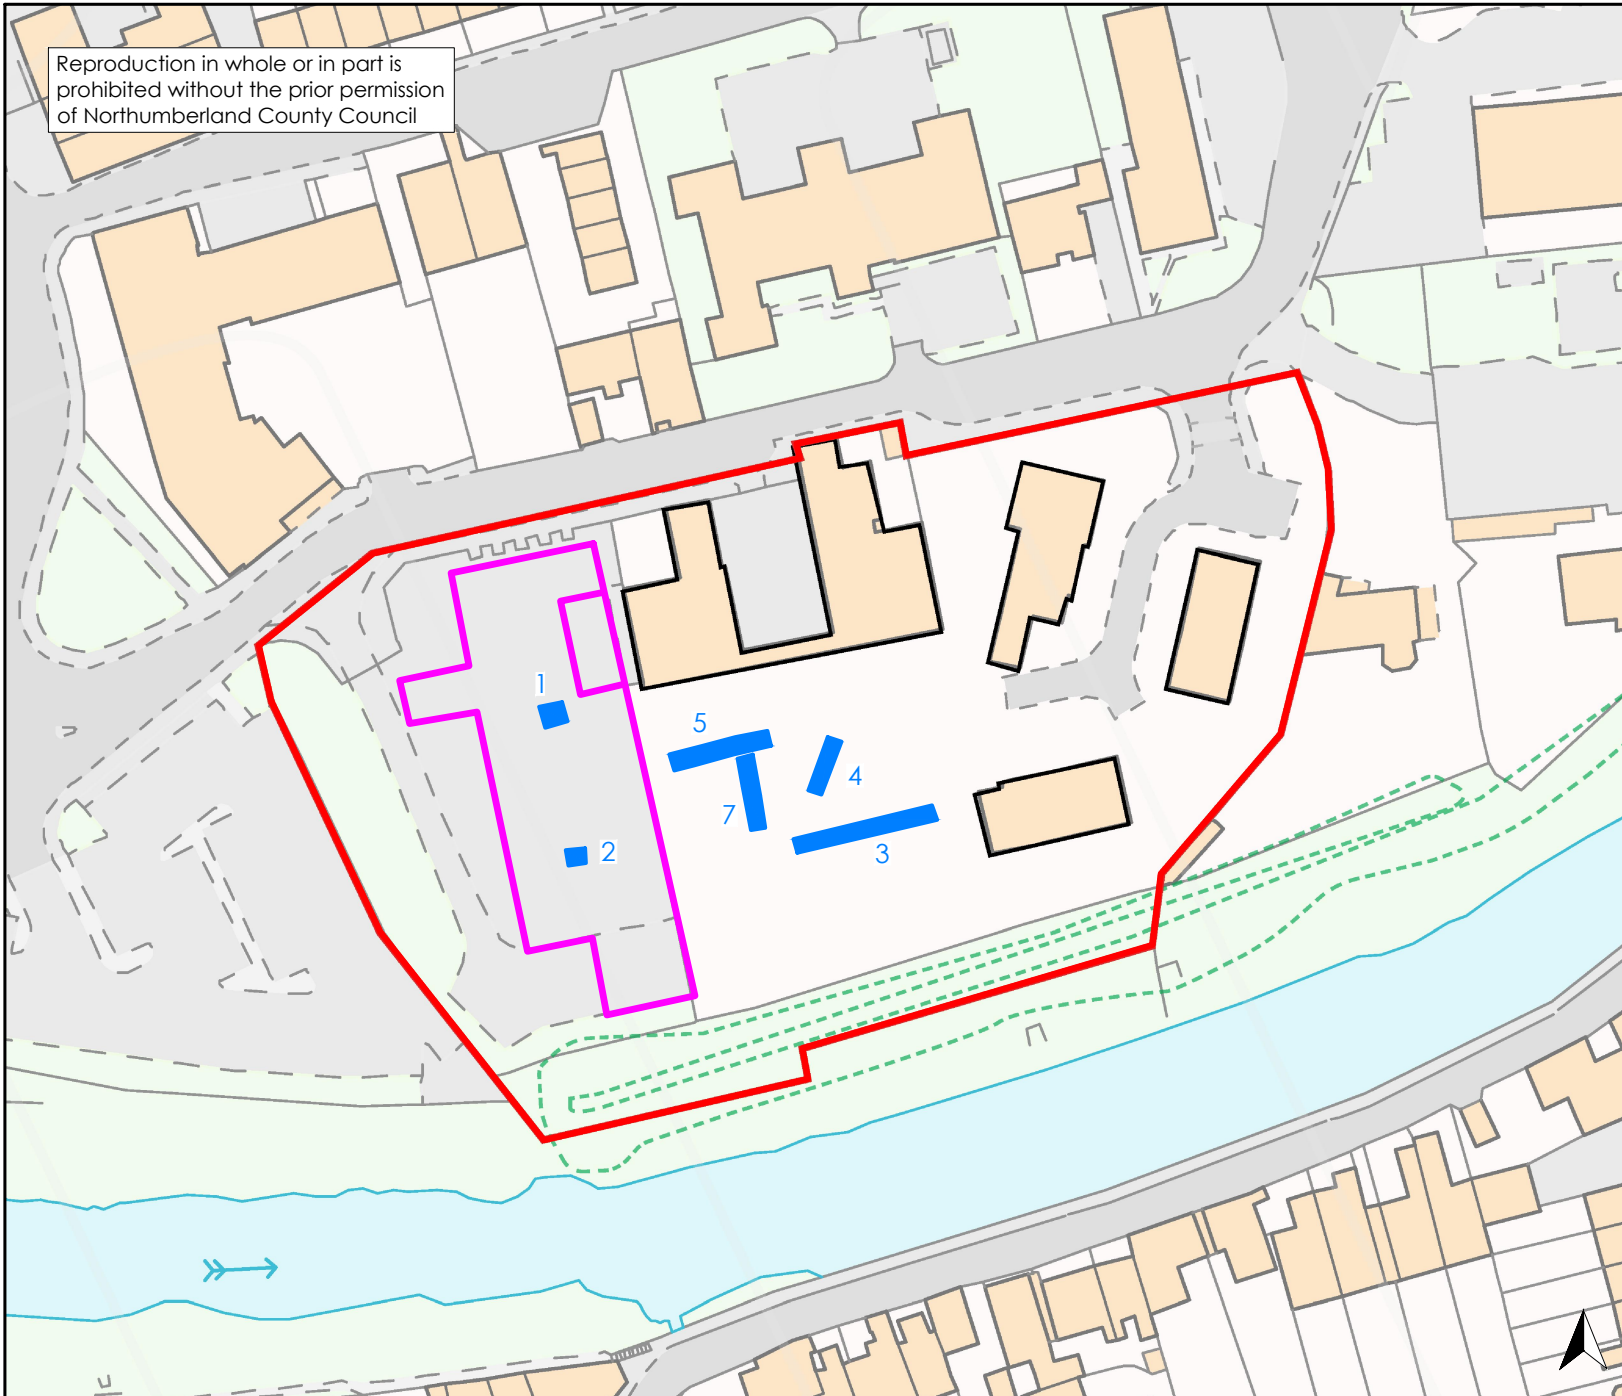 Reproduction in whole or in part is
prohibited without the prior permission
of Northumberland County Council
1
5
4
7
2
3